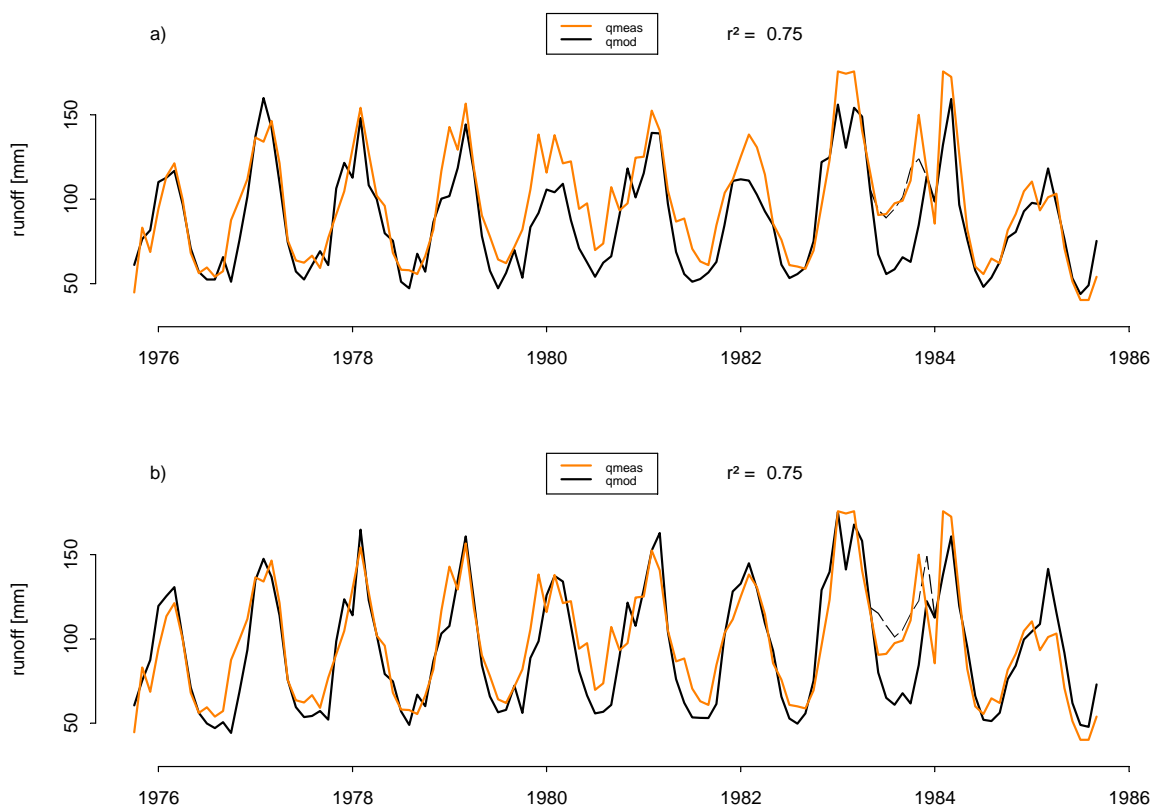 a)
qmeas
qmod
r² = 0.75
runoff [mm]
150
100
50
1976 1978 1980 1982 1984 1986
b)
qmeas
qmod
r² = 0.75
runoff [mm]
150
100
50
1976 1978 1980 1982 1984 1986